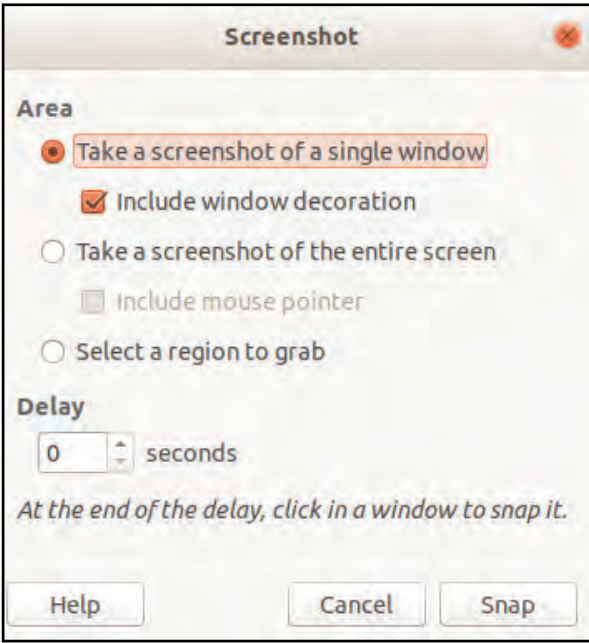 Screenshot
Area
Take a screenshot of a single window
Include window decoration
Take a screenshot of the entire screen
Include mouse pointer
Select a region to grab
Delay
0 seconds
At the end of the delay, click in a window to snap it.
Help Cancel Snap